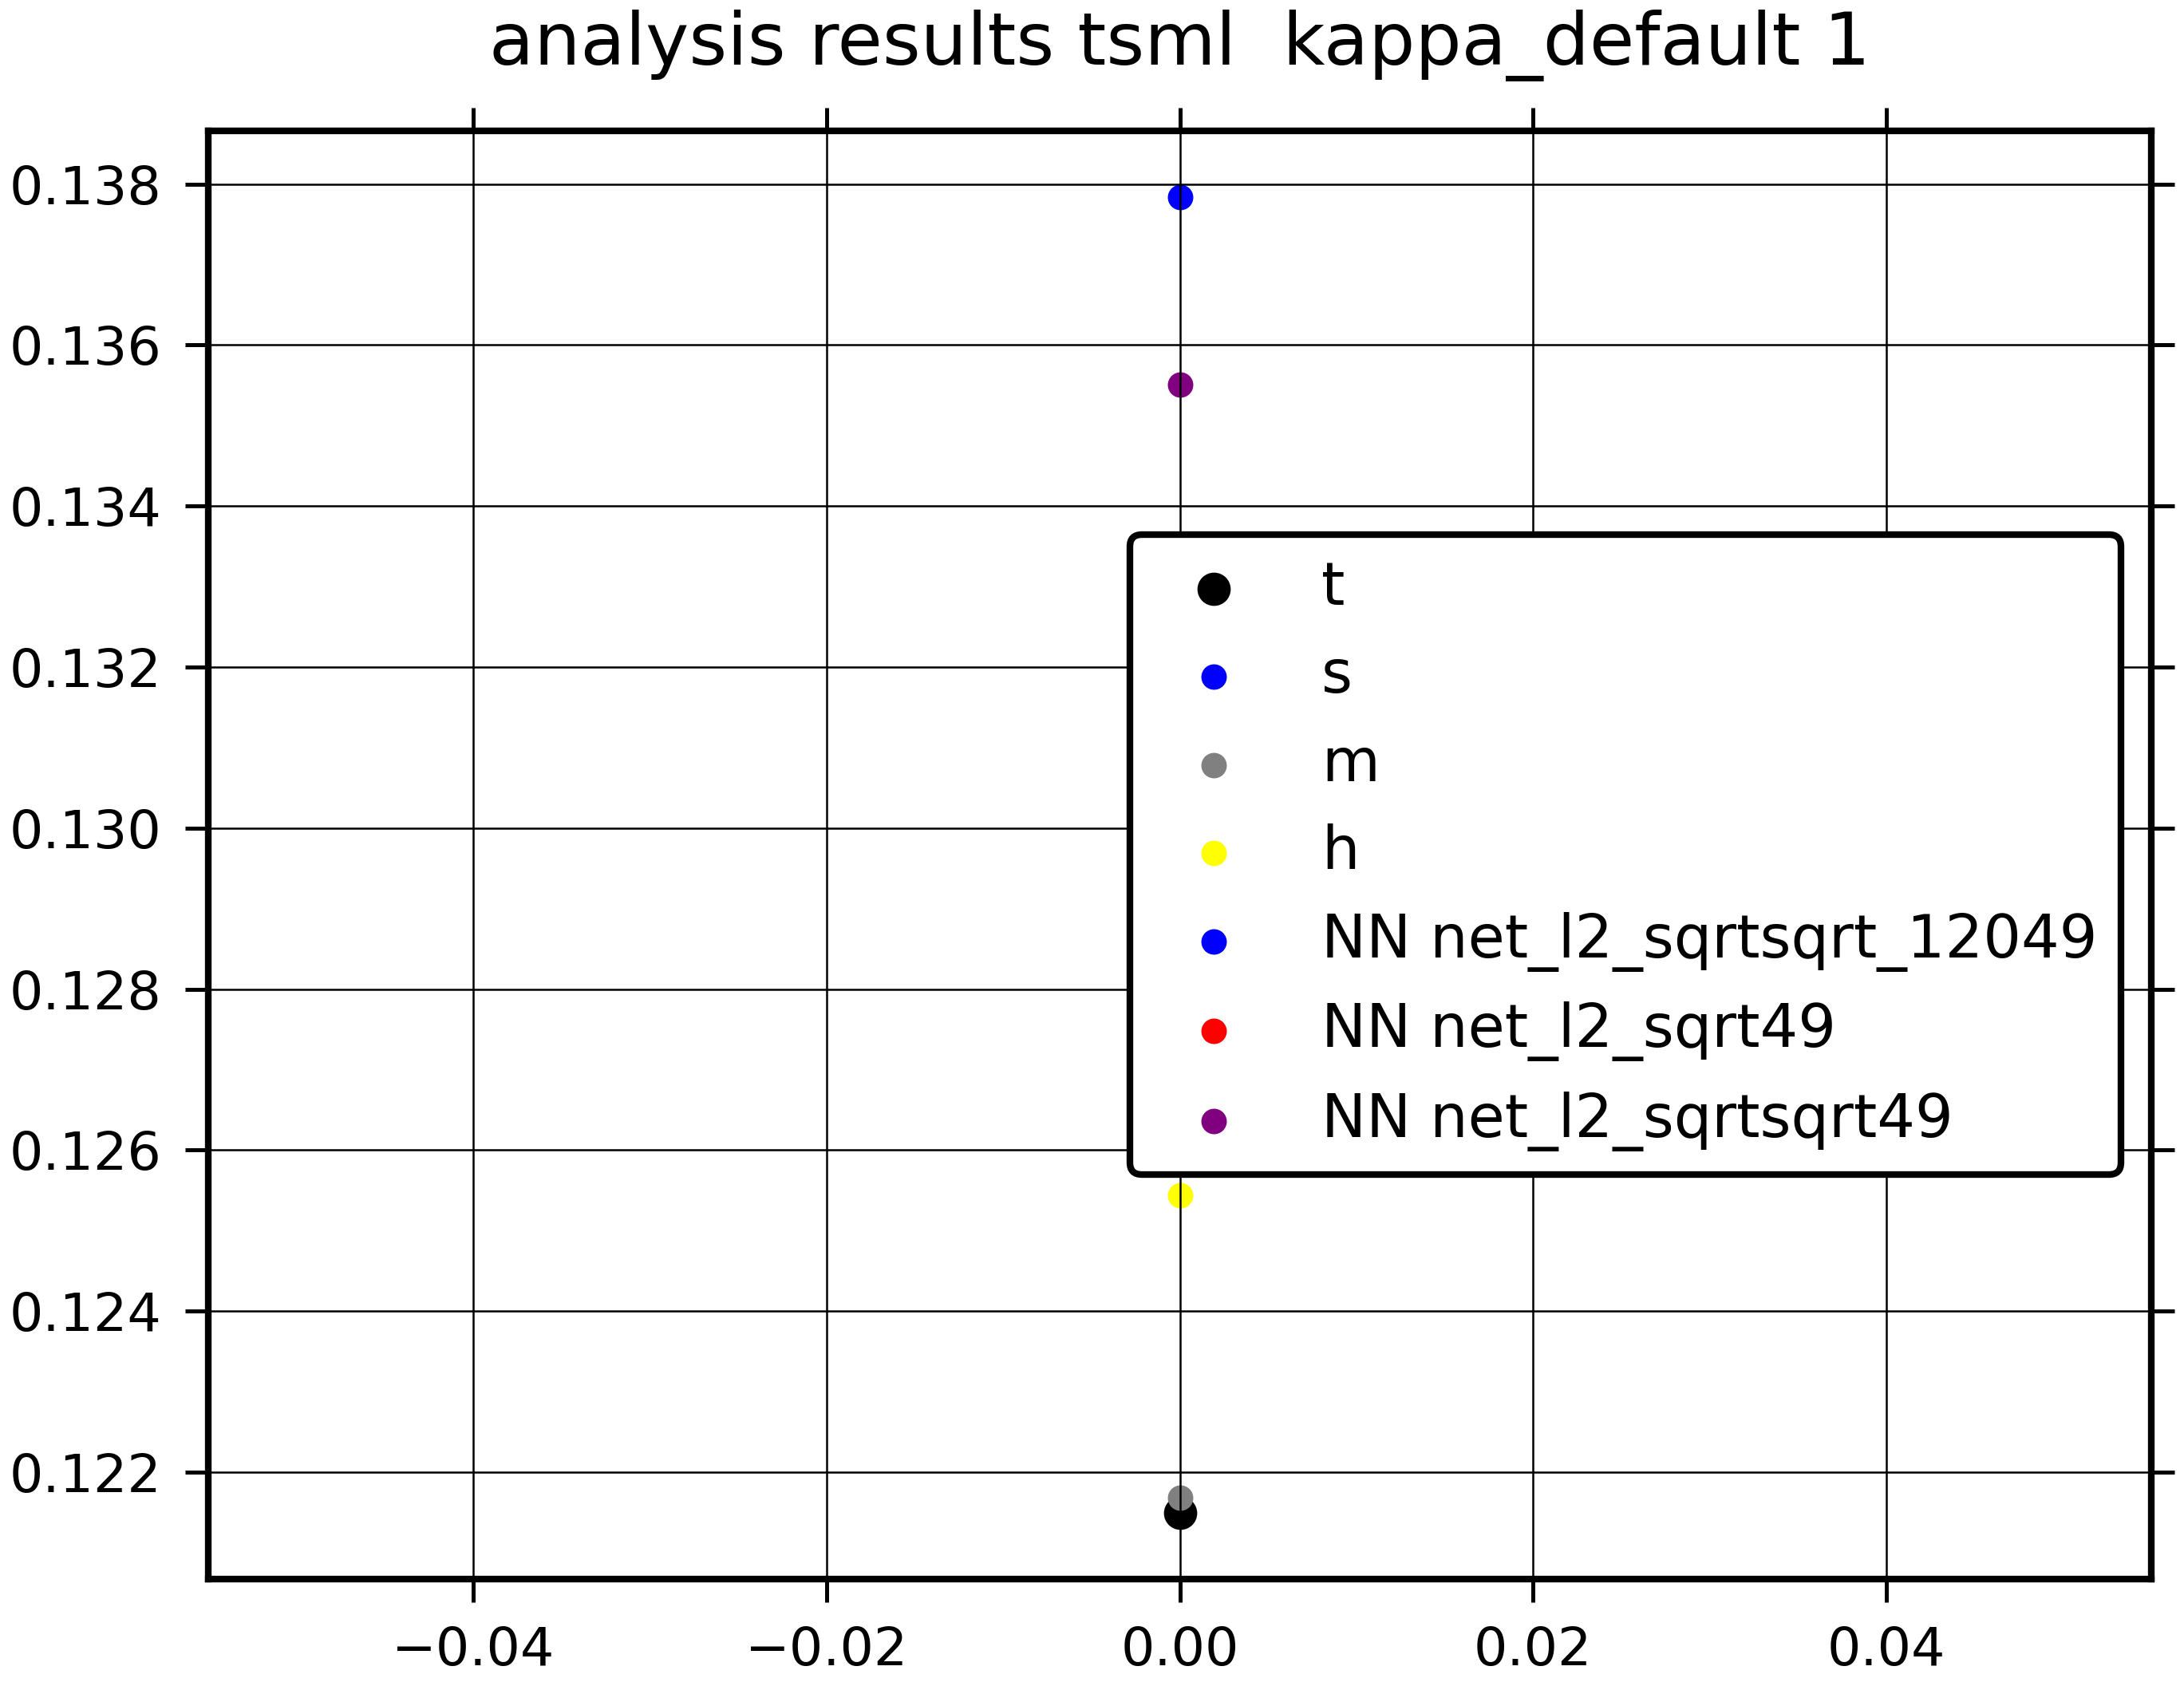 analysis results tsml  kappa_default 1
0.138
0.136
0.134
0.132
0.130
0.128
0.126
0.124
0.122
t
s
m
h
NN net_l2_sqrtsqrt_12049
NN net_l2_sqrt49
NN net_l2_sqrtsqrt49
−0.04
−0.02
0.00
0.02
0.04